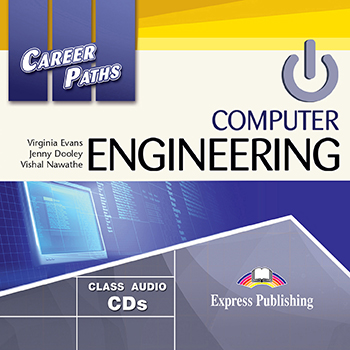 CAREER
PATHS
Virginia Evans
Jenny Dooley
Vishal Nawathe
COMPUTER
ENGINEERING
CLASS AUDIO
CDs
Express Publishing